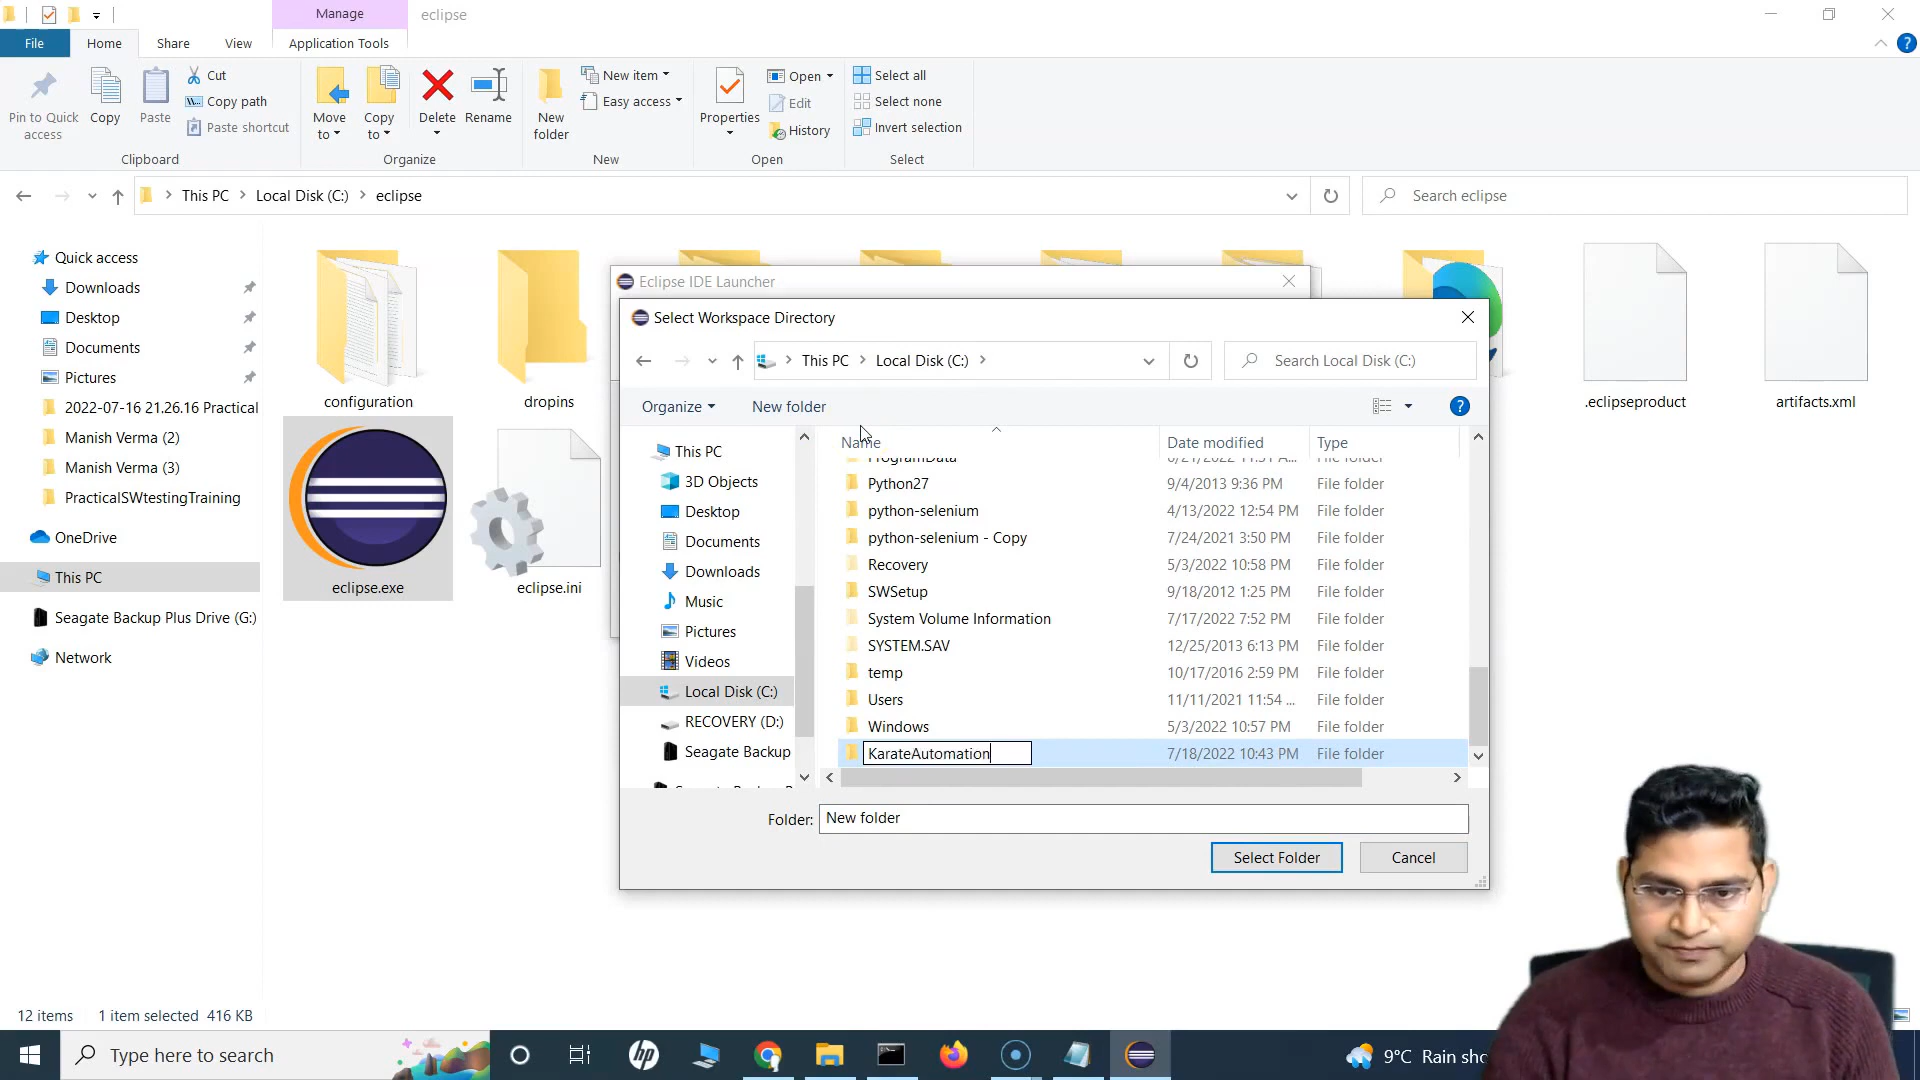 Manage
eclipse
File
Home
Share
View
Application Tools
Pin to Quick access
Copy
Paste
Cut
Copy path
Paste shortcut
Clipboard
Move to
Copy to
Delete
Rename
Organize
New folder
New item
Easy access
New
Properties
Open
Edit
History
Open
Select all
Select none
Invert selection
Select
This PC
Local Disk (C:)
eclipse
Search eclipse
Quick access
Downloads
Desktop
Documents
Pictures
2022-07-16 21.26.16 Practical
Manish Verma (2)
Manish Verma (3)
PracticalSWtestingTraining
OneDrive
This PC
Seagate Backup Plus Drive (G:)
Network
configuration
dropins
.eclipseproduct
artifacts.xml
eclipse.exe
eclipse.ini
Eclipse IDE Launcher
Select Workspace Directory
This PC
Local Disk (C:)
Search Local Disk (C:)
Organize
New folder
This PC
3D Objects
Desktop
Documents
Downloads
Music
Pictures
Videos
Local Disk (C:)
RECOVERY (D:)
Seagate Backup
Name Date modified Type
ProgramData File folder
Python27 9/4/2013 9:36 PM File folder
python-selenium 4/13/2022 12:54 PM File folder
python-selenium - Copy 7/24/2021 3:50 PM File folder
Recovery 5/3/2022 10:58 PM File folder
SWSetup 9/18/2012 1:25 PM File folder
System Volume Information 7/17/2022 7:52 PM File folder
SYSTEM.SAV 12/25/2013 6:13 PM File folder
temp 10/17/2016 2:59 PM File folder
Users 11/11/2021 11:54 ... File folder
Windows 5/3/2022 10:57 PM File folder
KarateAutomation 7/18/2022 10:43 PM File folder
Folder: New folder
Select Folder
Cancel
12 items 1 item selected 416 KB
Type here to search
hp
9°C Rain sho